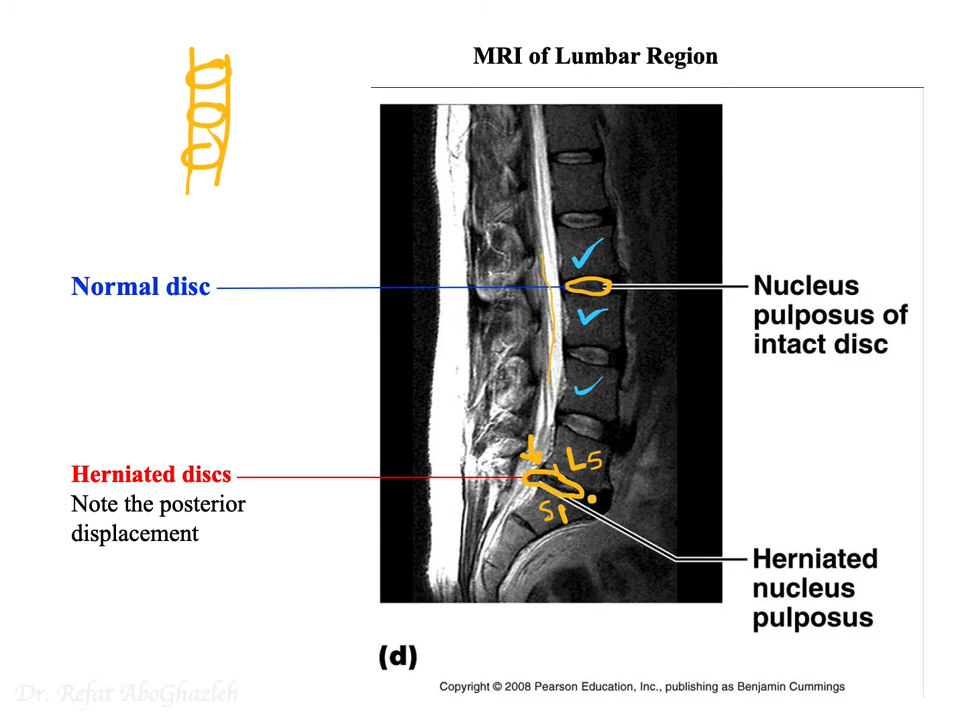 MRI of Lumbar Region
Normal disc
Nucleus
pulposus of
intact disc
Herniated discs
Note the posterior
displacement
L5
S1
Herniated
nucleus
pulposus
(d)
Dr. Refat AboGhazleh
Copyright © 2008 Pearson Education, Inc., publishing as Benjamin Cummings